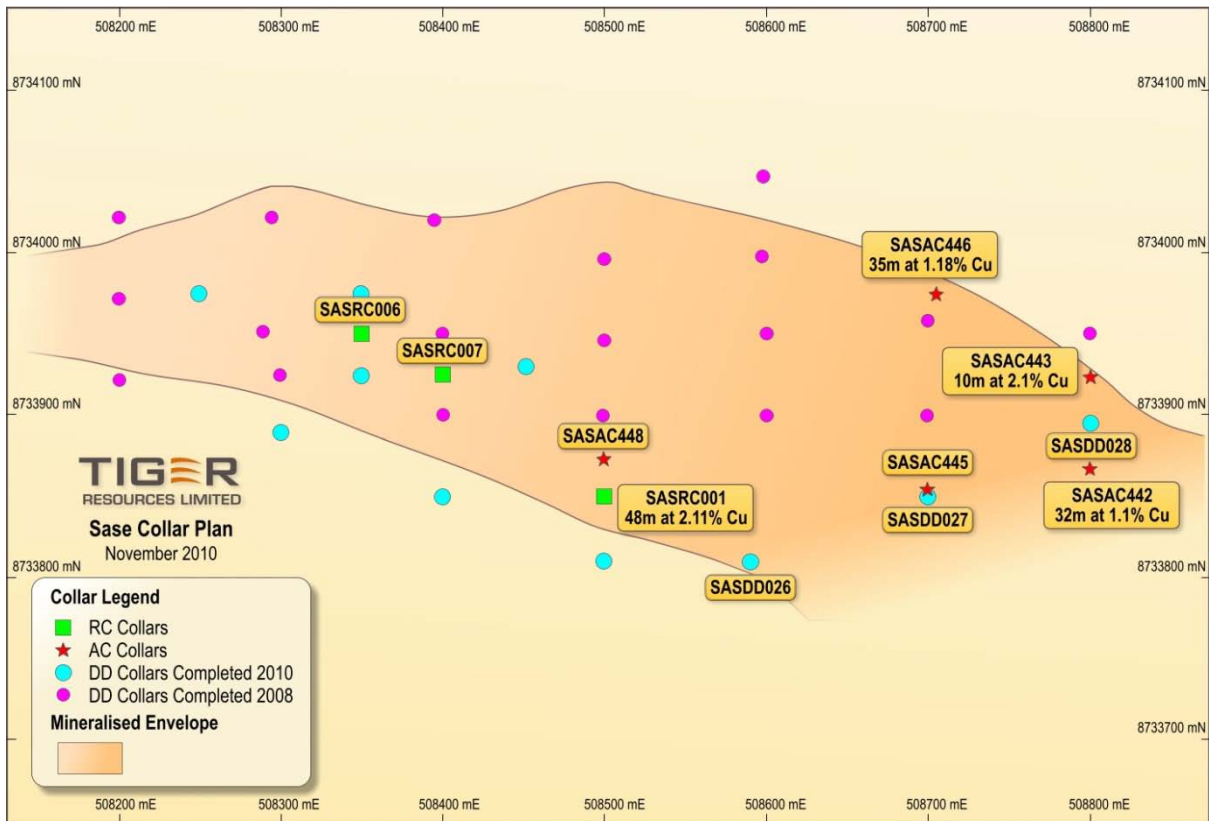 508200 mE 508300 mE 508400 mE 508500 mE 508600 mE 508700 mE 508800 mE
8734100 mN 8734100 mN
8734000 mN 8734000 mN
SASAC446
35m at 1.18% Cu
SASRC006
SASRC007
SASAC443
10m at 2.1% Cu
8733900 mN 8733900 mN
SASAC448
SASAC445
SASDD028
SASRC001
48m at 2.11% Cu
SASDD027
SASAC442
32m at 1.1% Cu
TIGER
RESOURCES LIMITED
Sase Collar Plan
November 2010
8733800 mN 8733800 mN
SASDD026
Collar Legend
RC Collars
AC Collars
DD Collars Completed 2010
DD Collars Completed 2008
Mineralised Envelope
8733700 mN
508200 mE 508300 mE 508400 mE 508500 mE 508600 mE 508700 mE 508800 mE